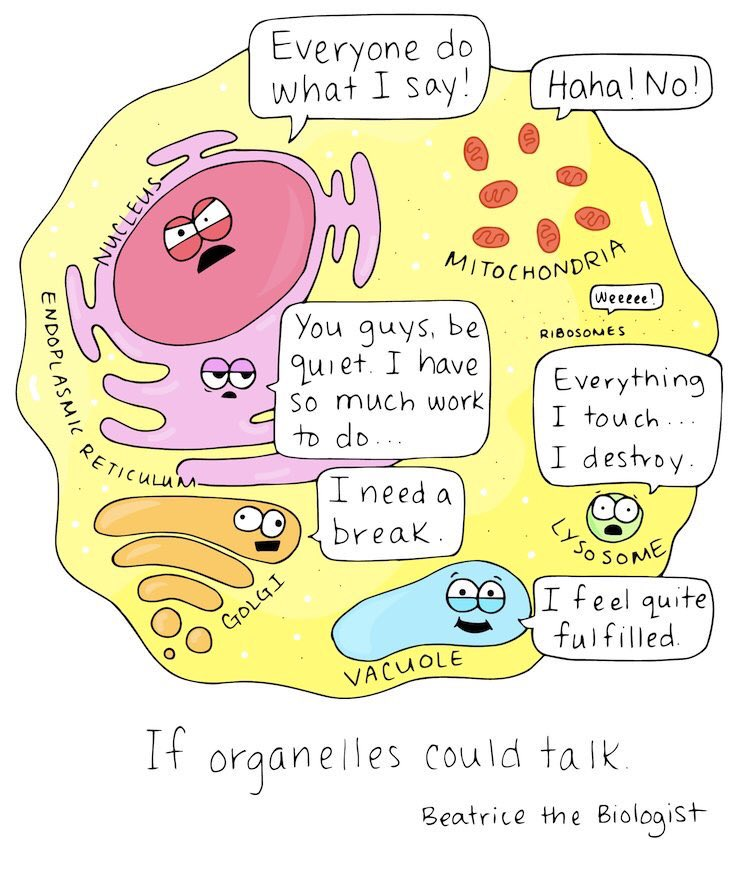 Everyone do
what I say!
Haha! No!
NUCLEUS
MITOCHONDRIA
Weeeee!
RIBOSOMES
ENDOPLASMIC RETICULUM
You guys, be
quiet. I have
so much work
to do...
Everything
I touch...
I destroy.
I need a
break.
LYSOSOME
GOLGI
I feel quite
fulfilled.
VACUOLE
If organelles could talk.
Beatrice the Biologist